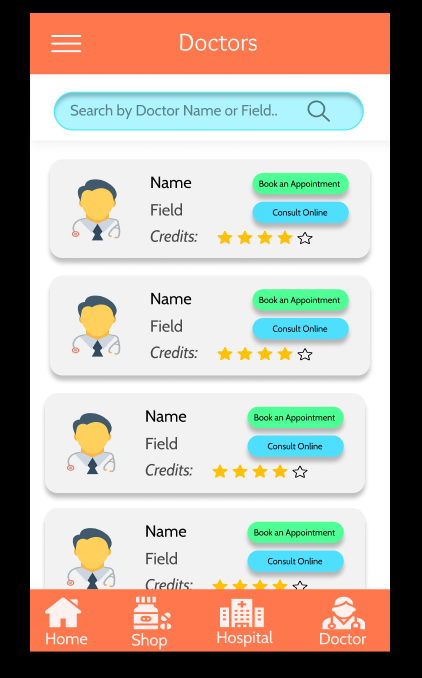 Doctors
Search by Doctor Name or Field..
Name
Book an Appointment
Field
Consult Online
Credits:
Name
Book an Appointment
Field
Consult Online
Credits:
Name
Book an Appointment
Field
Consult Online
Credits:
Name
Book an Appointment
Field
Consult Online
Credits:
Home
Shop
Hospital
Doctor